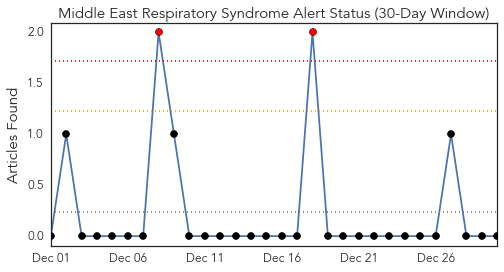 Middle East Respiratory Syndrome Alert Status (30-Day Window)
Articles Found
2.0
1.5
1.0
0.5
0.0
Dec 01 Dec 06 Dec 11 Dec 16 Dec 21 Dec 26